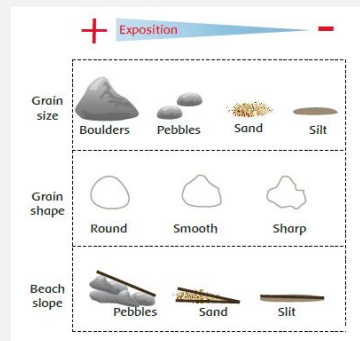 + Exposition -
Grain
size
Boulders Pebbles Sand Silt
Grain
shape
Round Smooth Sharp
Beach
slope
Pebbles Sand Slit